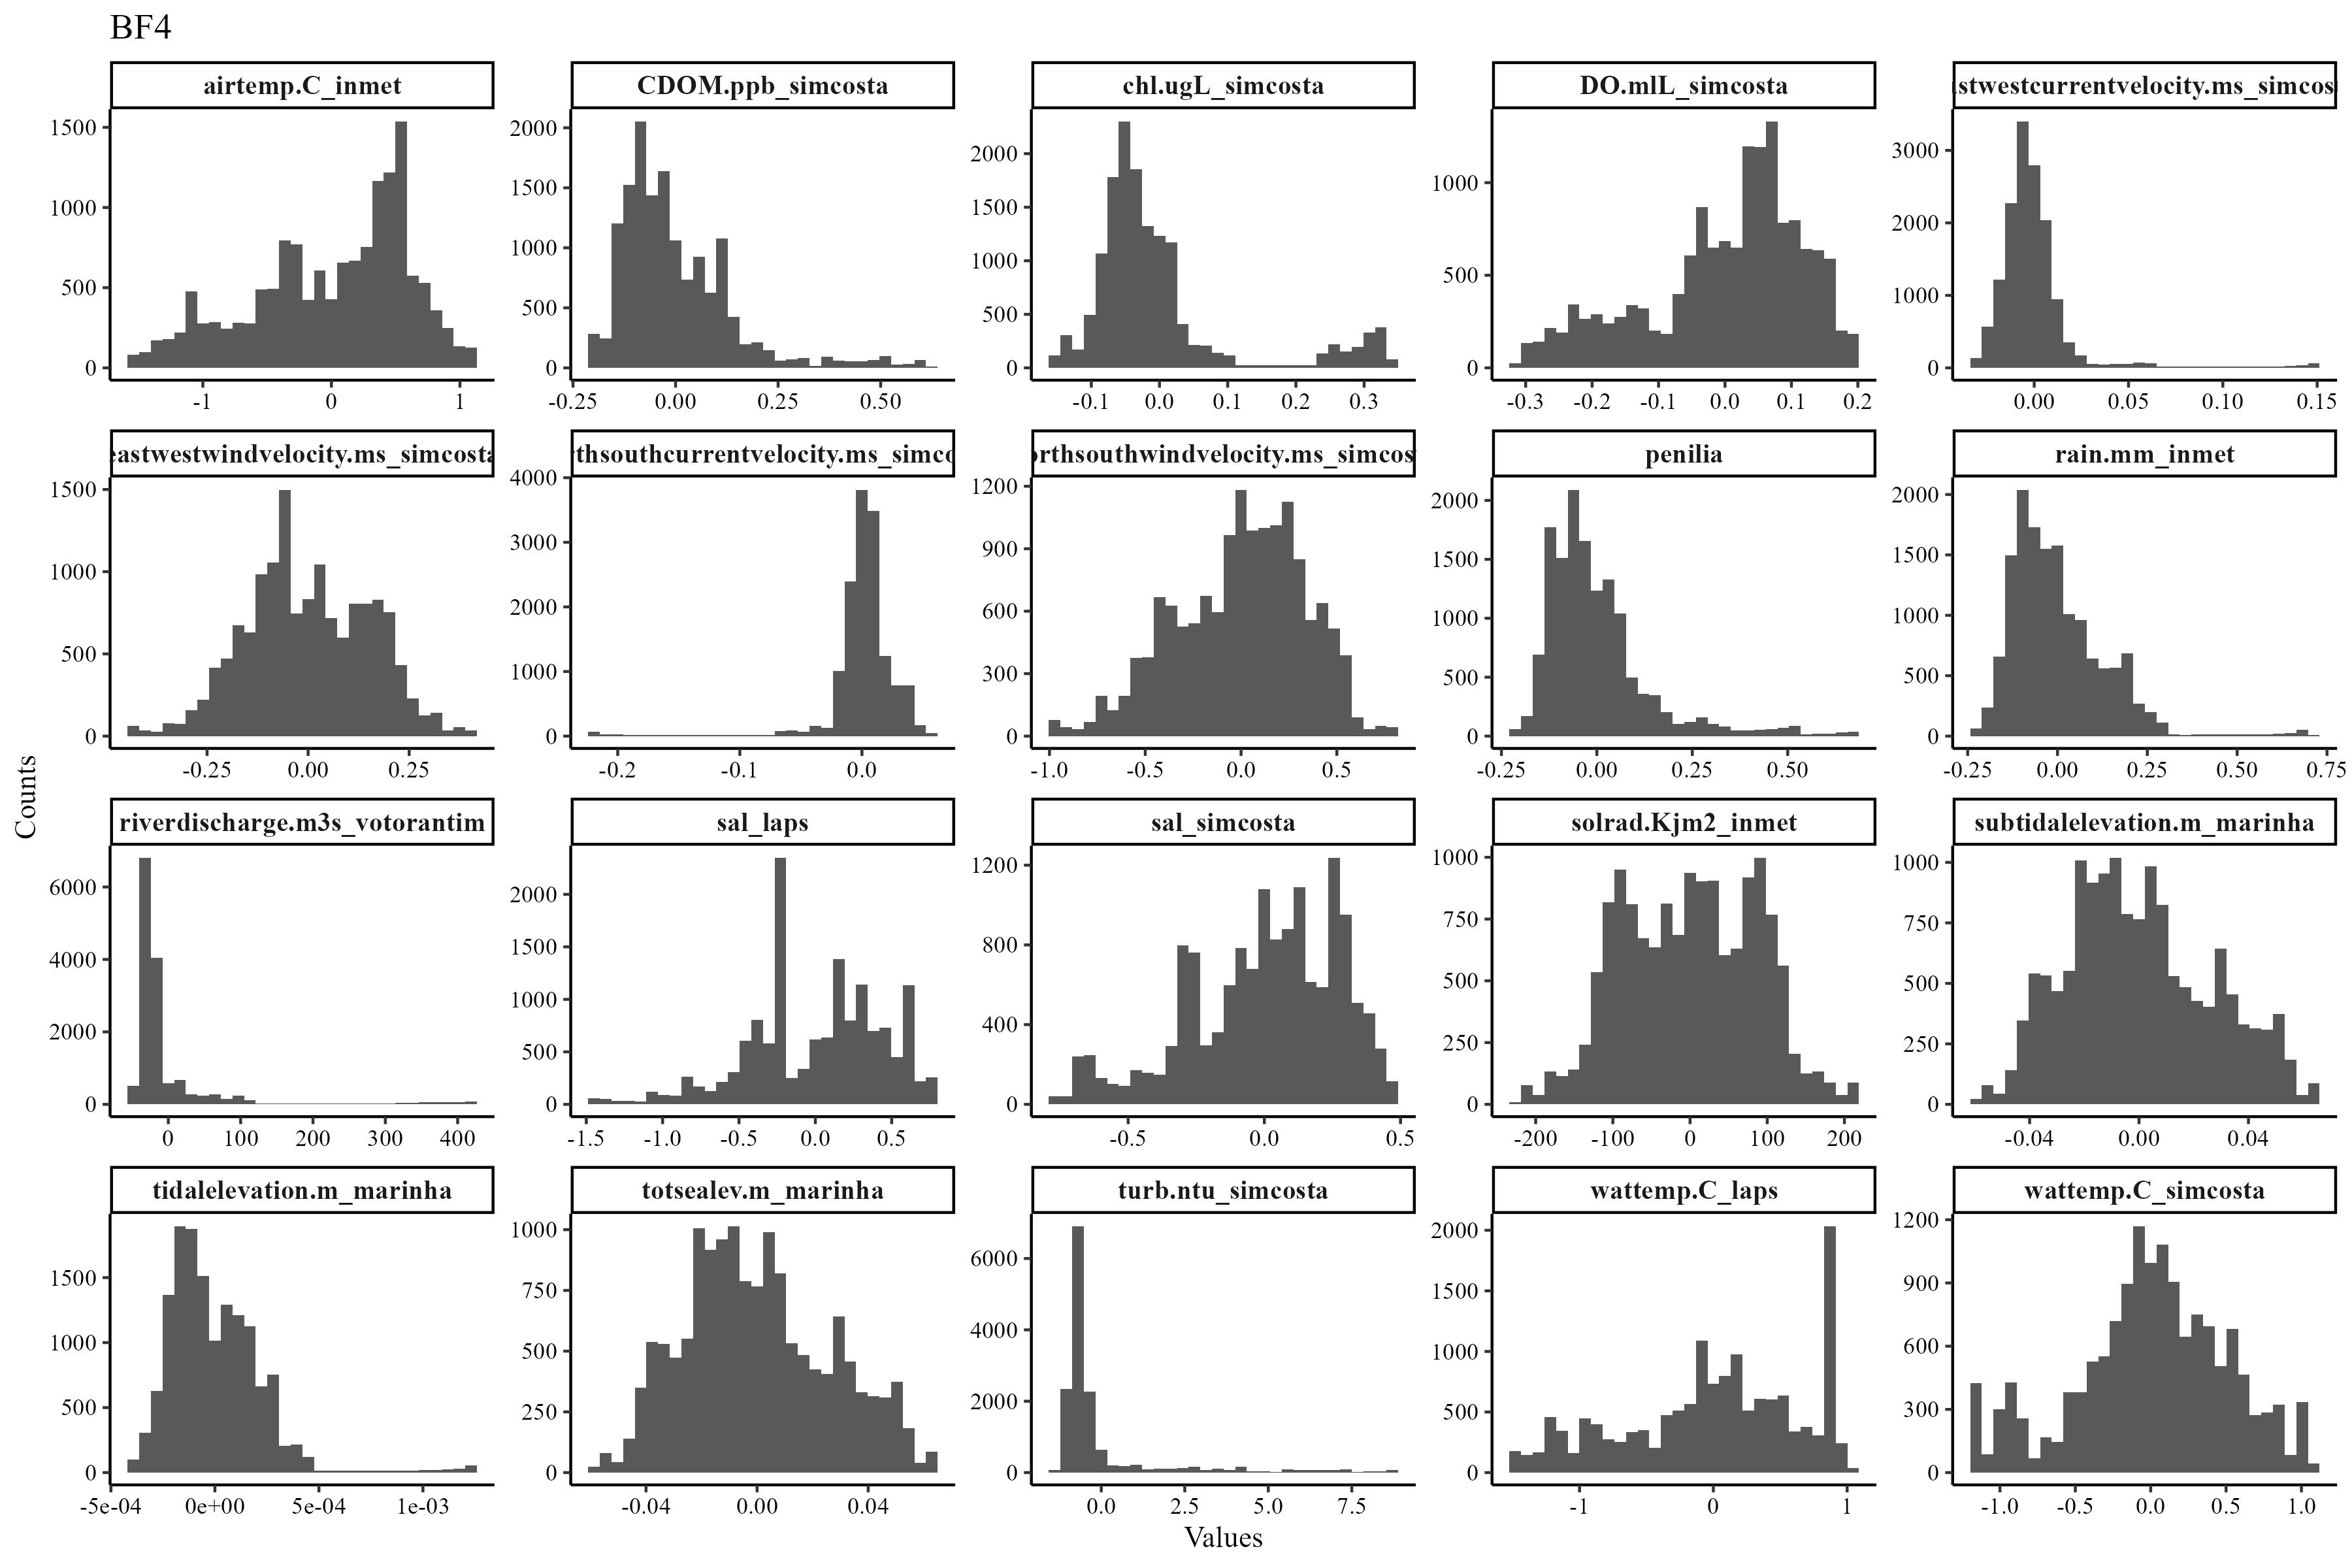 BF4
airtemp.C_inmet
1500
1000
500
0
-1 0 1
CDOM.ppb_simcosta
2000
1500
1000
500
0
-0.25 0.00 0.25 0.50
chl.ugL_simcosta
2000
1500
1000
500
0
-0.1 0.0 0.1 0.2 0.3
DO.mlL_simcosta
1000
500
0
-0.3 -0.2 -0.1 0.0 0.1 0.2
stwestcurrentvelocity.ms_simcos
3000
2000
1000
0
0.00 0.05 0.10 0.15
eastwestwindvelocity.ms_simcosta
1500
1000
500
0
-0.25 0.00 0.25
thsouthcurrentvelocity.ms_simco
4000
3000
2000
1000
0
-0.2 -0.1 0.0
orthsouthwindvelocity.ms_simcos
1200
900
600
300
0
-1.0 -0.5 0.0 0.5
penilia
2000
1500
1000
500
0
-0.25 0.00 0.25 0.50
rain.mm_inmet
2000
1500
1000
500
0
-0.25 0.00 0.25 0.50 0.75
Counts
riverdischarge.m3s_votorantim
6000
4000
2000
0
0 100 200 300 400
sal_laps
2000
1500
1000
500
0
-1.5 -1.0 -0.5 0.0 0.5
sal_simcosta
1200
800
400
0
-0.5 0.0 0.5
solrad.Kjm2_inmet
1000
750
500
250
0
-200 -100 0 100 200
subtidalelevation.m_marinha
1000
750
500
250
0
-0.04 0.00 0.04
tidalelevation.m_marinha
1500
1000
500
0
-5e-04 0e+00 5e-04 1e-03
totsealev.m_marinha
1000
750
500
250
0
-0.04 0.00 0.04
turb.ntu_simcosta
6000
4000
2000
0
0.0 2.5 5.0 7.5
wattemp.C_laps
2000
1500
1000
500
0
-1 0 1
wattemp.C_simcosta
1200
900
600
300
0
-1.0 -0.5 0.0 0.5 1.0
Values